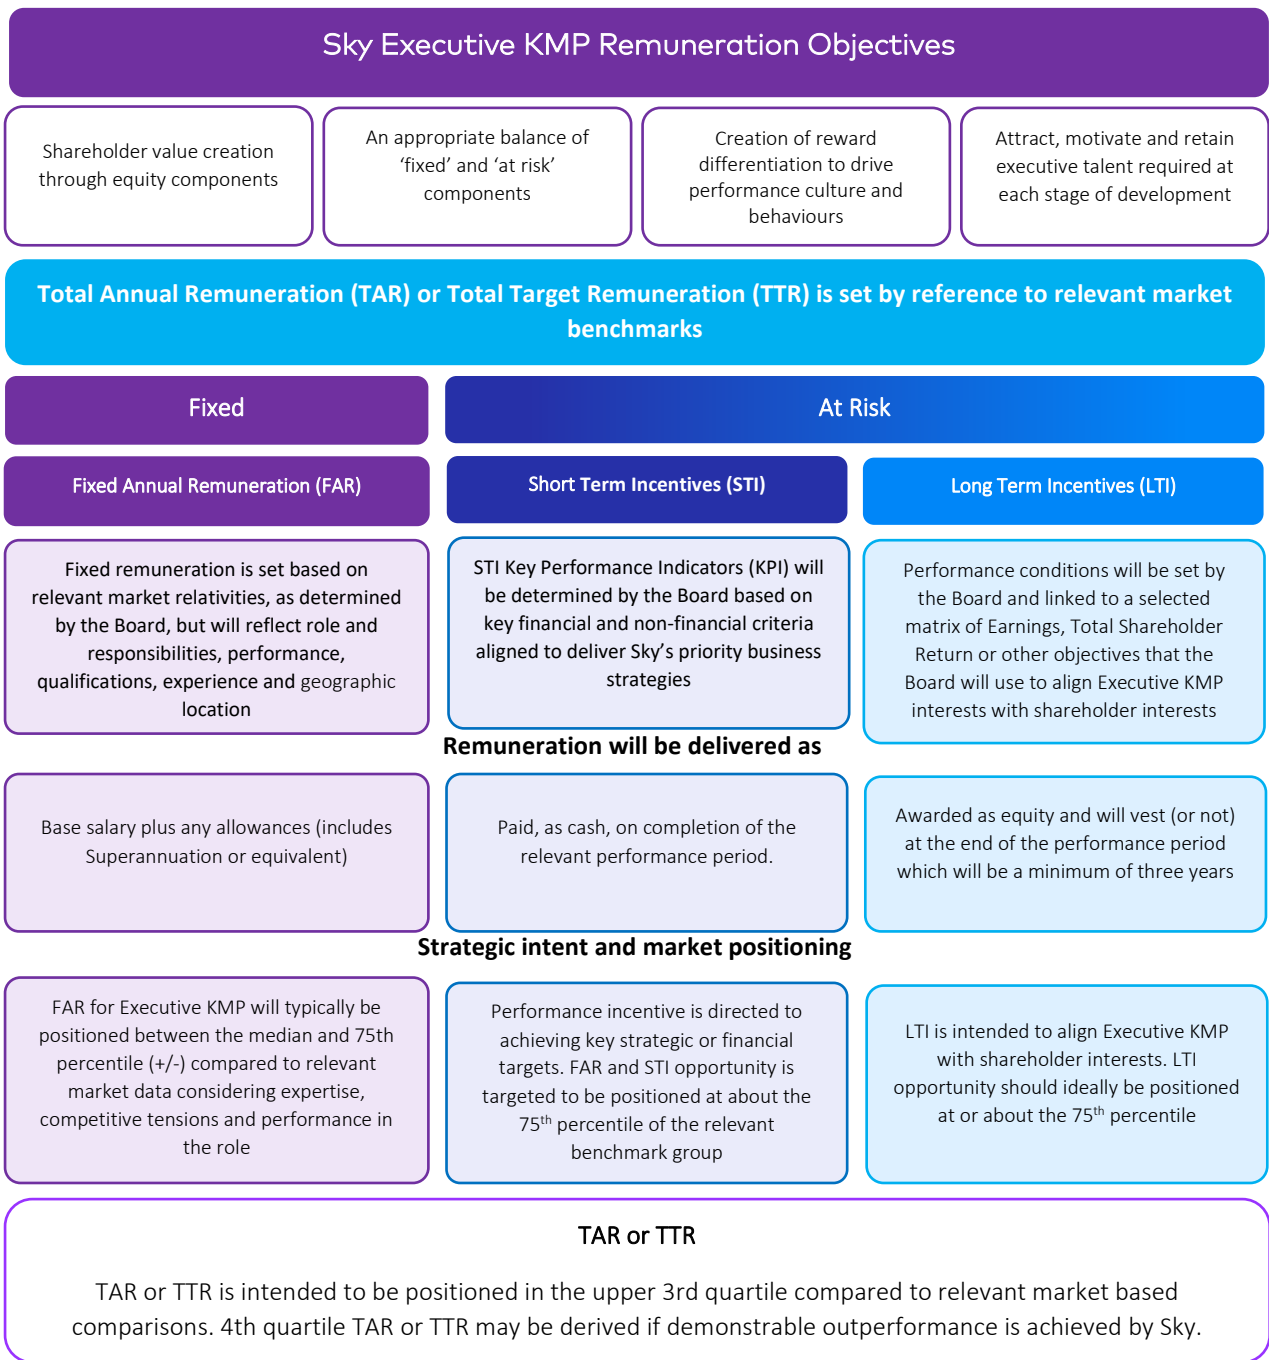 Sky Executive KMP Remuneration Objectives
Shareholder value creation
through equity components
An appropriate balance of
‘fixed’ and ‘at risk’
components
Creation of reward
differentiation to drive
performance culture and
behaviours
Attract, motivate and retain
executive talent required at
each stage of development
Total Annual Remuneration (TAR) or Total Target Remuneration (TTR) is set by reference to relevant market
benchmarks
Fixed
At Risk
Fixed Annual Remuneration (FAR)
Short Term Incentives (STI)
Long Term Incentives (LTI)
Fixed remuneration is set based on
relevant market relativities, as determined
by the Board, but will reflect role and
responsibilities, performance,
qualifications, experience and geographic
location
STI Key Performance Indicators (KPI) will
be determined by the Board based on
key financial and non-financial criteria
aligned to deliver Sky’s priority business
strategies
Performance conditions will be set by
the Board and linked to a selected
matrix of Earnings, Total Shareholder
Return or other objectives that the
Board will use to align Executive KMP
interests with shareholder interests
Remuneration will be delivered as
Base salary plus any allowances (includes
Superannuation or equivalent)
Paid, as cash, on completion of the
relevant performance period.
Awarded as equity and will vest (or not)
at the end of the performance period
which will be a minimum of three years
Strategic intent and market positioning
FAR for Executive KMP will typically be
positioned between the median and 75th
percentile (+/-) compared to relevant
market data considering expertise,
competitive tensions and performance in
the role
Performance incentive is directed to
achieving key strategic or financial
targets. FAR and STI opportunity is
targeted to be positioned at about the
75th percentile of the relevant
benchmark group
LTI is intended to align Executive KMP
with shareholder interests. LTI
opportunity should ideally be positioned
at or about the 75th percentile
TAR or TTR
TAR or TTR is intended to be positioned in the upper 3rd quartile compared to relevant market based
comparisons. 4th quartile TAR or TTR may be derived if demonstrable outperformance is achieved by Sky.